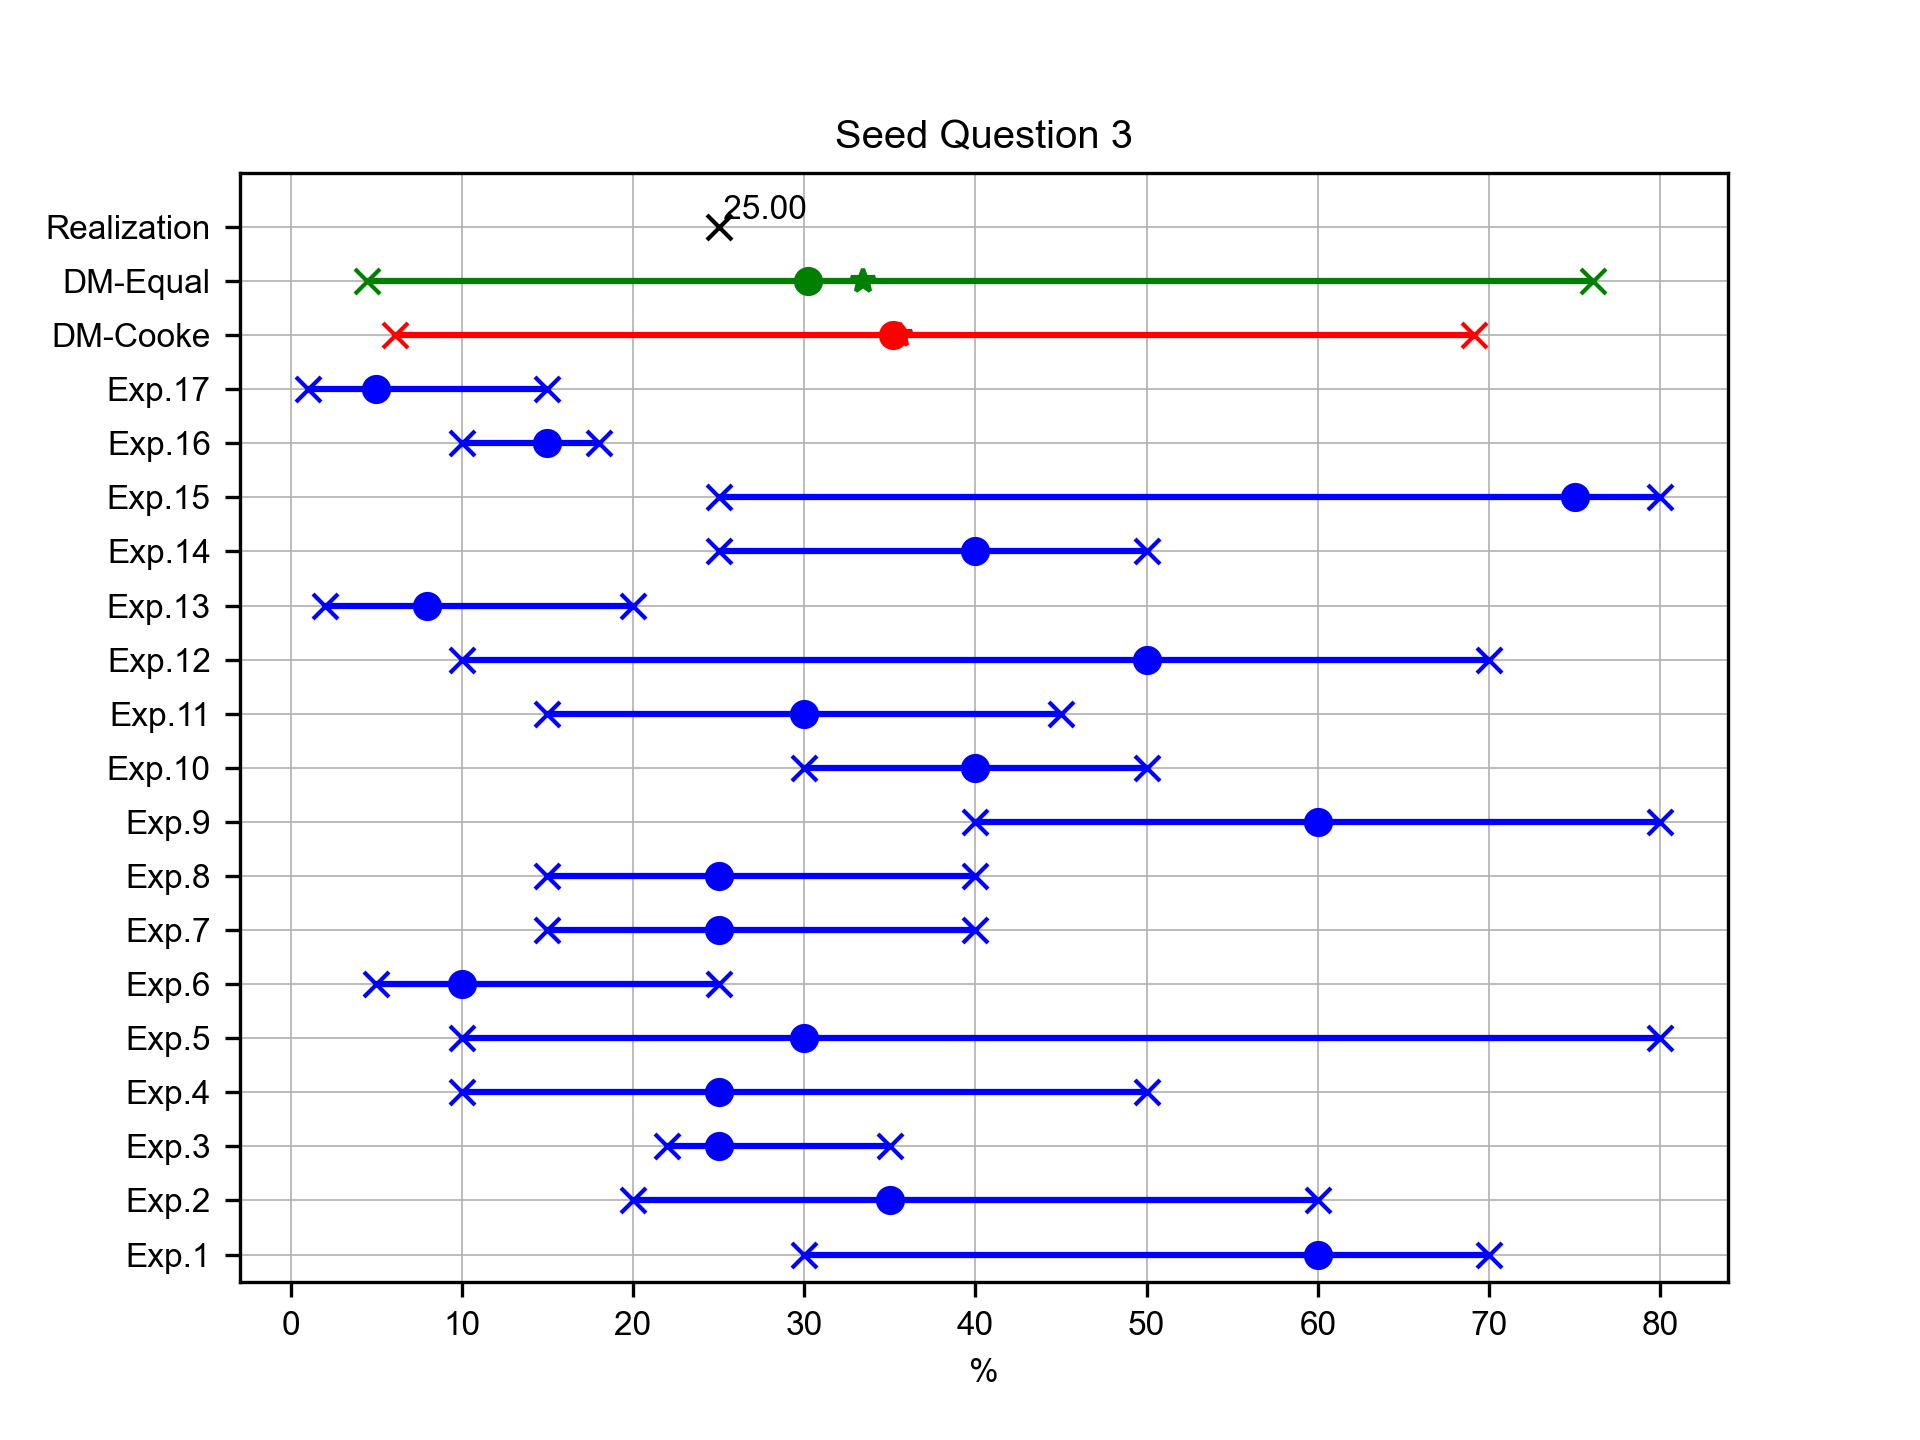 Seed Question 3
25.00
Realization
DM-Equal
DM-Cooke
Exp.17
Exp.16
Exp.15
Exp.14
Exp.13
Exp.12
Exp.11
Exp.10
Exp.9
Exp.8
Exp.7
Exp.6
Exp.5
Exp.4
Exp.3
Exp.2
Exp.1
0 10 20 30 40 50 60 70 80
%